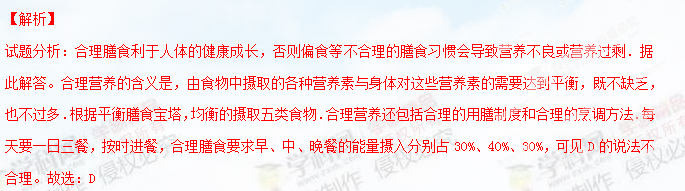 【解析】
试题分析：合理膳食利于人体的健康成长，否则偏食等不合理的膳食习惯会导致营养不良或营养过剩．据
此解答。合理营养的含义是，由食物中摄取的各种营养素与身体对这些营养素的需要达到平衡，既不缺乏，
也不过多．根据平衡膳食宝塔，均衡的摄取五类食物．合理营养还包括合理的用膳制度和合理的烹调方法．每
天要一日三餐，按时进餐，合理膳食要求早、中、晚餐的能量摄入分别占 30%、40%、30%，可见 D 的说法不
合理。故选：D